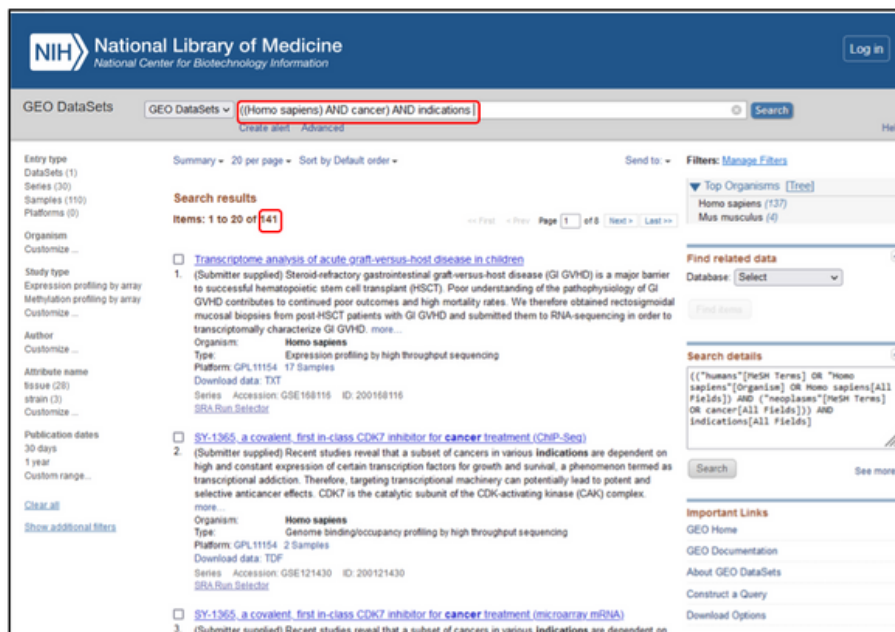 NIH
National Library of Medicine
National Center for Biotechnology Information
Log in
GEO DataSets
GEO DataSets
((Homo sapiens) AND cancer) AND indications
Search
Create alert Advanced
Hel
Entry type
DataSets (1)
Series (30)
Samples (110)
Platforms (0)
Organism
Customize ...
Study type
Expression profiling by array
Methylation profiling by array
Customize ...
Author
Customize ...
Attribute name
tissue (28)
strain (3)
Customize ...
Publication dates
30 days
1 year
Custom range...
Clear all
Show additional filters
Summary 20 per page Sort by Default order
Send to:
Search results
Items: 1 to 20 of 141
<< First < Prev Page 1 of 8 Next > Last >>
Transcriptome analysis of acute graft-versus-host disease in children
1. (Submitter supplied) Steroid-refractory gastrointestinal graft-versus-host disease (GI GVHD) is a major barrier
to successful hematopoietic stem cell transplant (HSCT). Poor understanding of the pathophysiology of GI
GVHD contributes to continued poor outcomes and high mortality rates. We therefore obtained rectosigmoid
mucosal biopsies from post-HSCT patients with GI GVHD and submitted them to RNA-sequencing in order to
transcriptomally characterize GI GVHD. more...
Organism: Homo sapiens
Type: Expression profiling by high throughput sequencing
Platform: GPL11154 17 Samples
Download data: TXT
Series Accession: GSE168116 ID: 200168116
SRA Run Selector
SY-1365, a covalent, first in-class CDK7 inhibitor for cancer treatment (ChIP-Seq)
2. (Submitter supplied) Recent studies reveal that a subset of cancers in various indications are dependent on
high and constant expression of certain transcription factors for growth and survival, a phenomenon termed as
transcriptional addiction. Therefore, targeting transcriptional machinery can potentially lead to potent and
selective anticancer effects. CDK7 is the catalytic subunit of the CDK-activating kinase (CAK) complex.
more...
Organism: Homo sapiens
Type: Genome binding/occupancy profiling by high throughput sequencing
Platform: GPL11154 2 Samples
Download data: TDF
Series Accession: GSE121430 ID: 200121430
SRA Run Selector
SY-1365, a covalent, first in-class CDK7 inhibitor for cancer treatment (microarray mRNA)
3. (Submitter supplied) Recent studies reveal that a subset of cancers in various indications are dependent on
Filters: Manage Filters
Top Organisms [Tree]
Homo sapiens (137)
Mus musculus (4)
Find related data
Database: Select
Find items
Search details
(("humans"[MeSH Terms] OR "Homo
sapiens"[Organism] OR Homo sapiens[All
Fields]) AND ("neoplasms"[MeSH Terms]
OR cancer[All Fields])) AND
indications[All Fields]
Search
See more
Important Links
GEO Home
GEO Documentation
About GEO DataSets
Construct a Query
Download Options